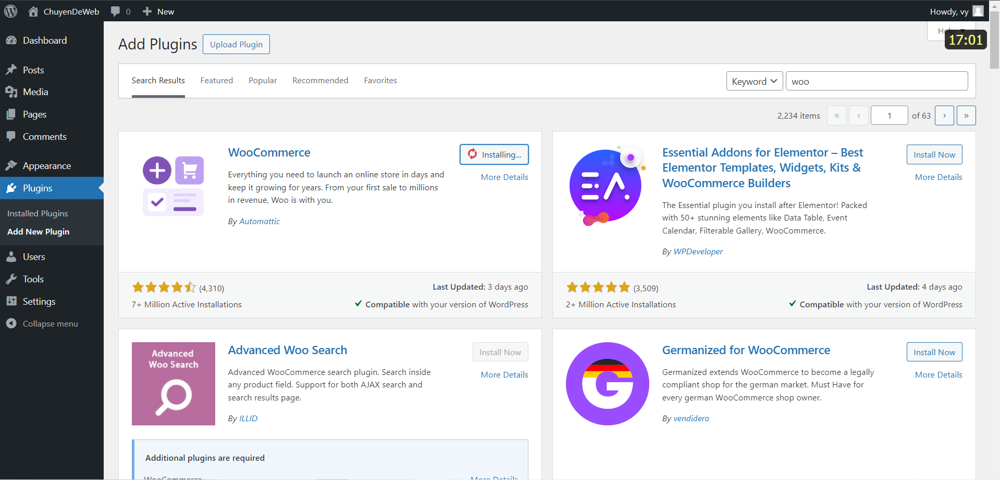 ChuyenDeWeb
0
New
Howdy, vy
Dashboard
Posts
Media
Pages
Comments
Appearance
Plugins
Installed Plugins
Add New Plugin
Users
Tools
Settings
Collapse menu
Add Plugins
Upload Plugin
Help
17:01
Search Results
Featured
Popular
Recommended
Favorites
Keyword
woo
2,234 items
«
‹
1
of 63
›
»
WooCommerce
Installing...
More Details
Everything you need to launch an online store in days and
keep it growing for years. From your first sale to millions
in revenue, Woo is with you.
By Automattic
(4,310)
Last Updated: 3 days ago
7+ Million Active Installations
Compatible with your version of WordPress
Essential Addons for Elementor – Best
Elementor Templates, Widgets, Kits &
WooCommerce Builders
Install Now
More Details
The Essential plugin you install after Elementor! Packed
with 50+ stunning elements like Data Table, Event
Calendar, Filterable Gallery, WooCommerce.
By WPDeveloper
(3,509)
Last Updated: 4 days ago
2+ Million Active Installations
Compatible with your version of WordPress
Advanced
Woo Search
Advanced Woo Search
Install Now
More Details
Advanced WooCommerce search plugin. Search inside
any product field. Support for both AJAX search and
search results page.
By ILLID
Additional plugins are required
WooCommerce
More Details
G
Germanized for WooCommerce
Install Now
More Details
Germanized extends WooCommerce to become a legally
compliant shop for the german market. Must Have for
every german WooCommerce shop owner.
By vendidero